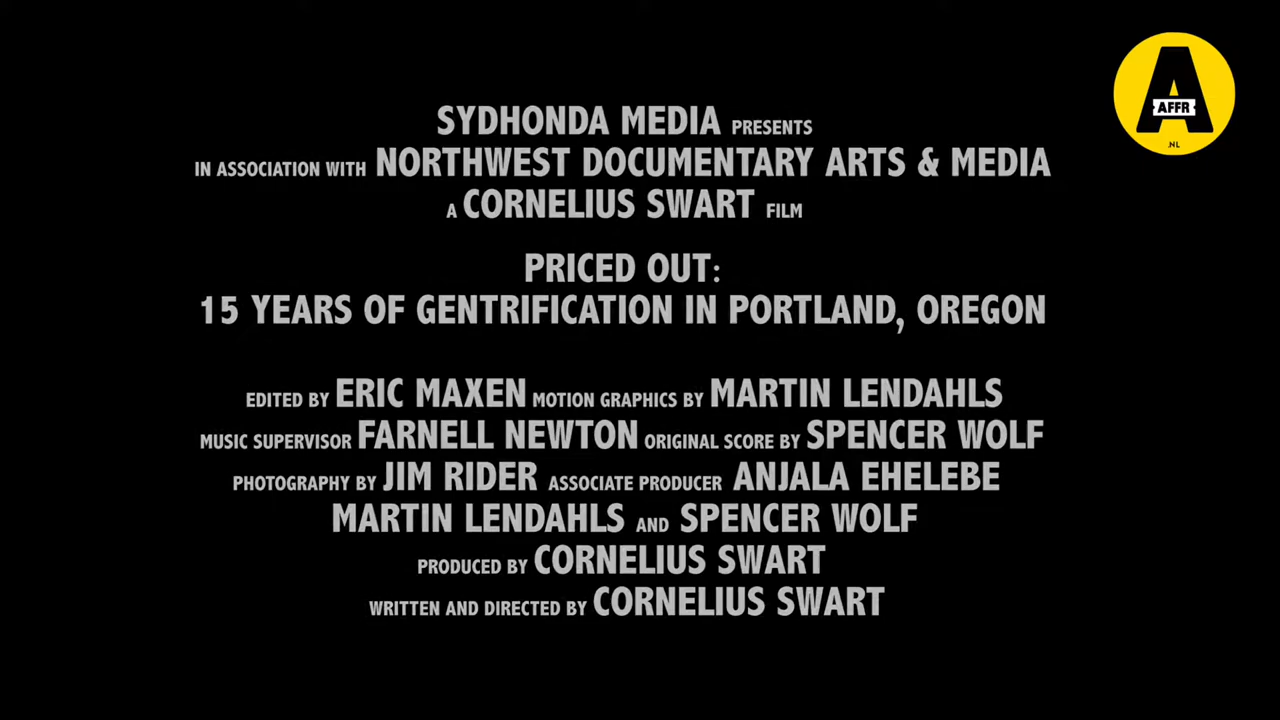 SYDHONDA MEDIA PRESENTS
IN ASSOCIATION WITH NORTHWEST DOCUMENTARY ARTS & MEDIA
A CORNELIUS SWART FILM
PRICED OUT:
15 YEARS OF GENTRIFICATION IN PORTLAND, OREGON
EDITED BY ERIC MAXEN MOTION GRAPHICS BY MARTIN LENDAHLS
MUSIC SUPERVISOR FARNELL NEWTON ORIGINAL SCORE BY SPENCER WOLF
PHOTOGRAPHY BY JIM RIDER ASSOCIATE PRODUCER ANJALA EHELEBE
MARTIN LENDAHLS AND SPENCER WOLF
PRODUCED BY CORNELIUS SWART
WRITTEN AND DIRECTED BY CORNELIUS SWART
A
AFFR
.NL